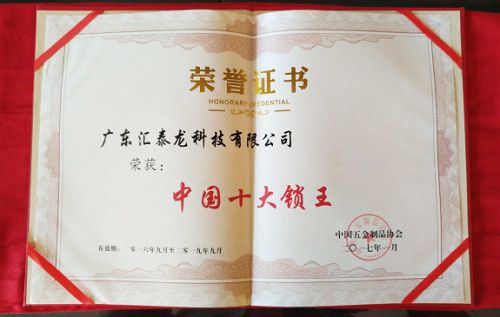 荣誉证书
HONORARY CREDENTIAL
广东汇泰龙科技有限公司
荣获：
中国十大锁王
中国五金制品协会
有效期：二零一六年九月至二零一九年九月
二〇一七年一月